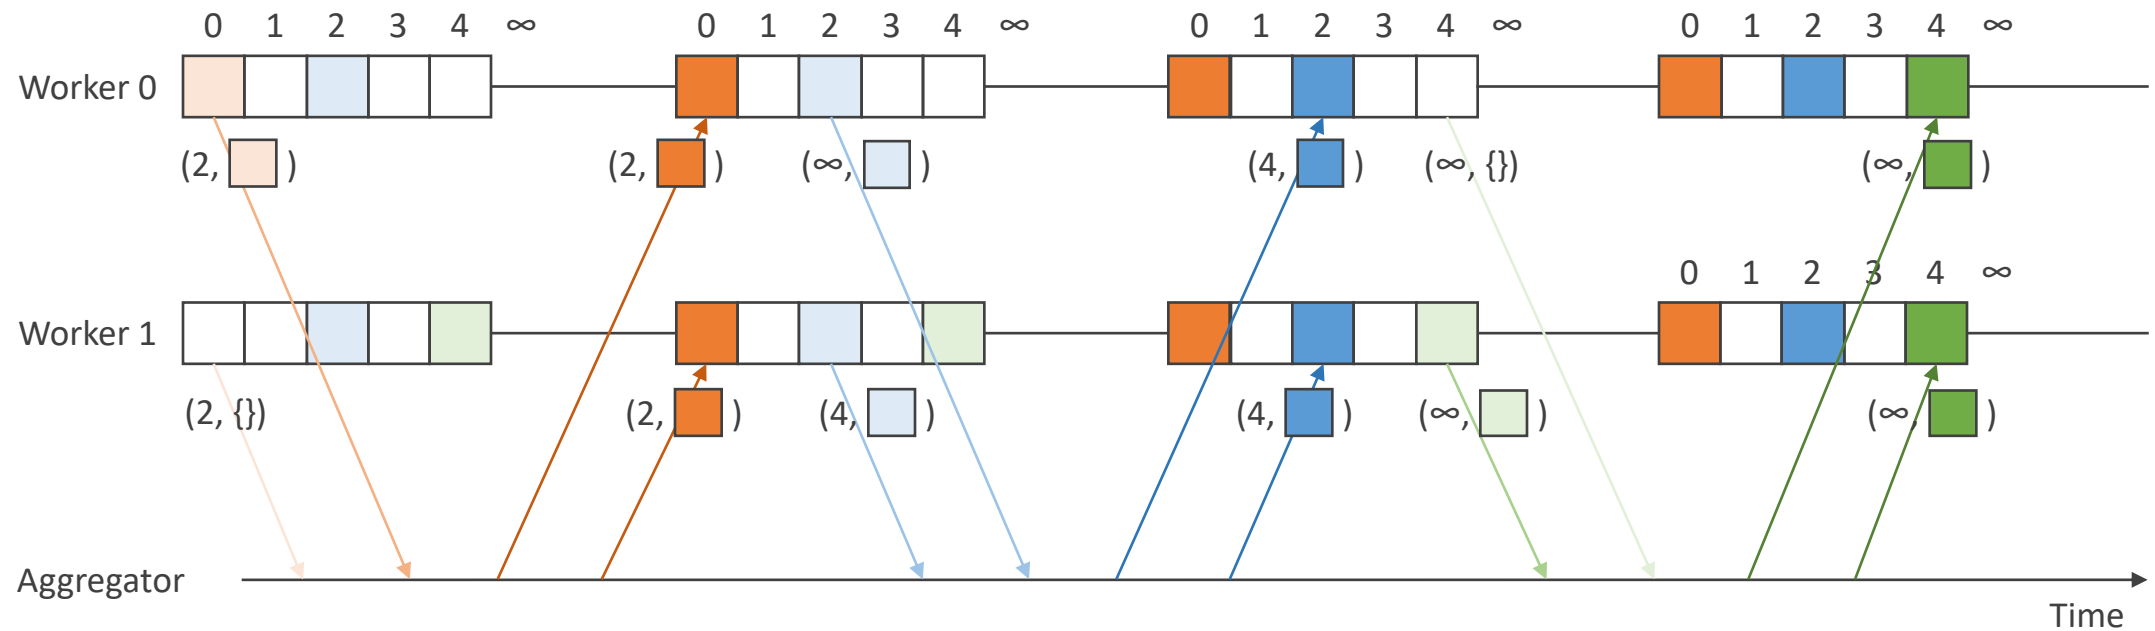 0 1 2 3 4 ∞ 0 1 2 3 4 ∞ 0 1 2 3 4 ∞ 0 1 2 3 4 ∞
Worker 0
(2, ) (2, ) (∞, ) (4, ) (∞, {}) (∞, )
0 1 2 3 4 ∞
Worker 1
(2, {}) (2, ) (4, ) (4, ) (∞, ) (∞, )
Aggregator
Time